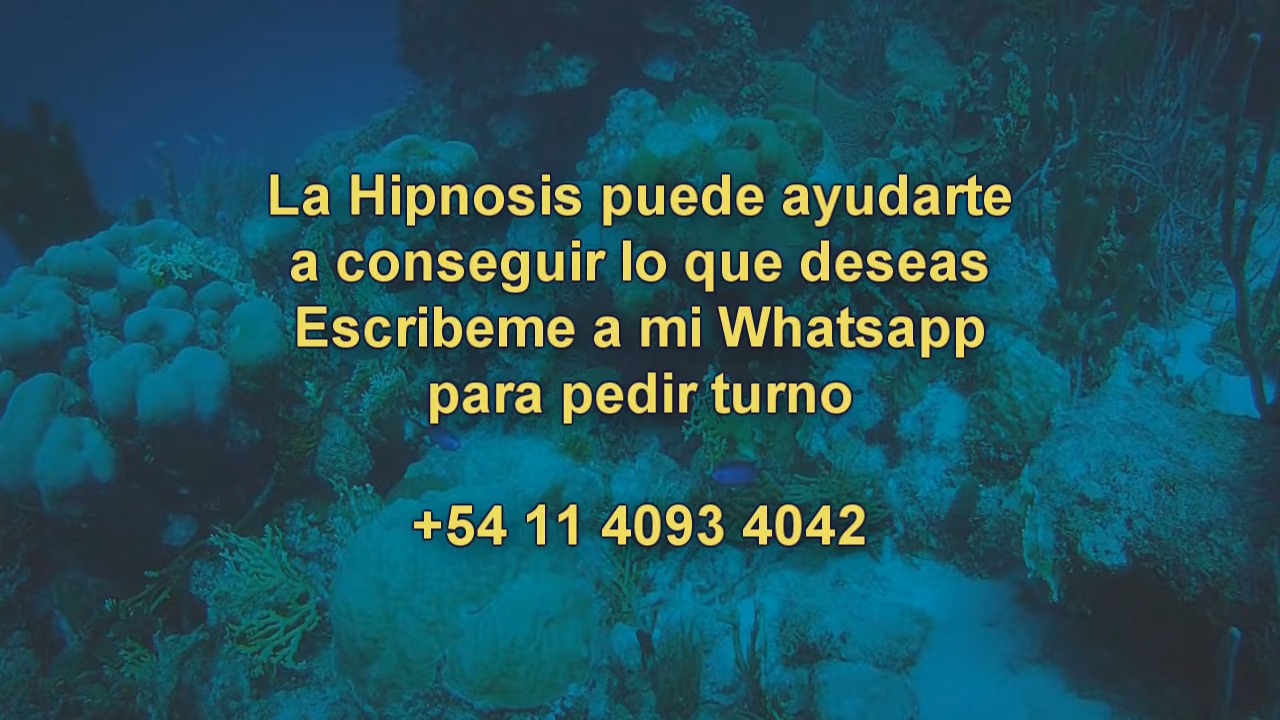 La Hipnosis puede ayudarte
a conseguir lo que deseas
Escribeme a mi Whatsapp
para pedir turno
+54 11 4093 4042